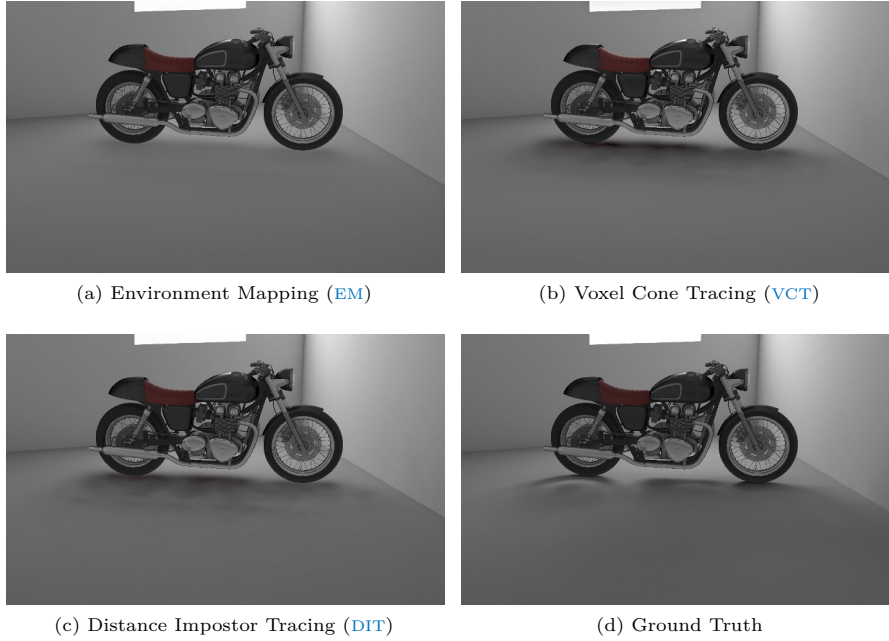 (a) Environment Mapping (EM)
(b) Voxel Cone Tracing (VCT)
(c) Distance Impostor Tracing (DIT)
(d) Ground Truth